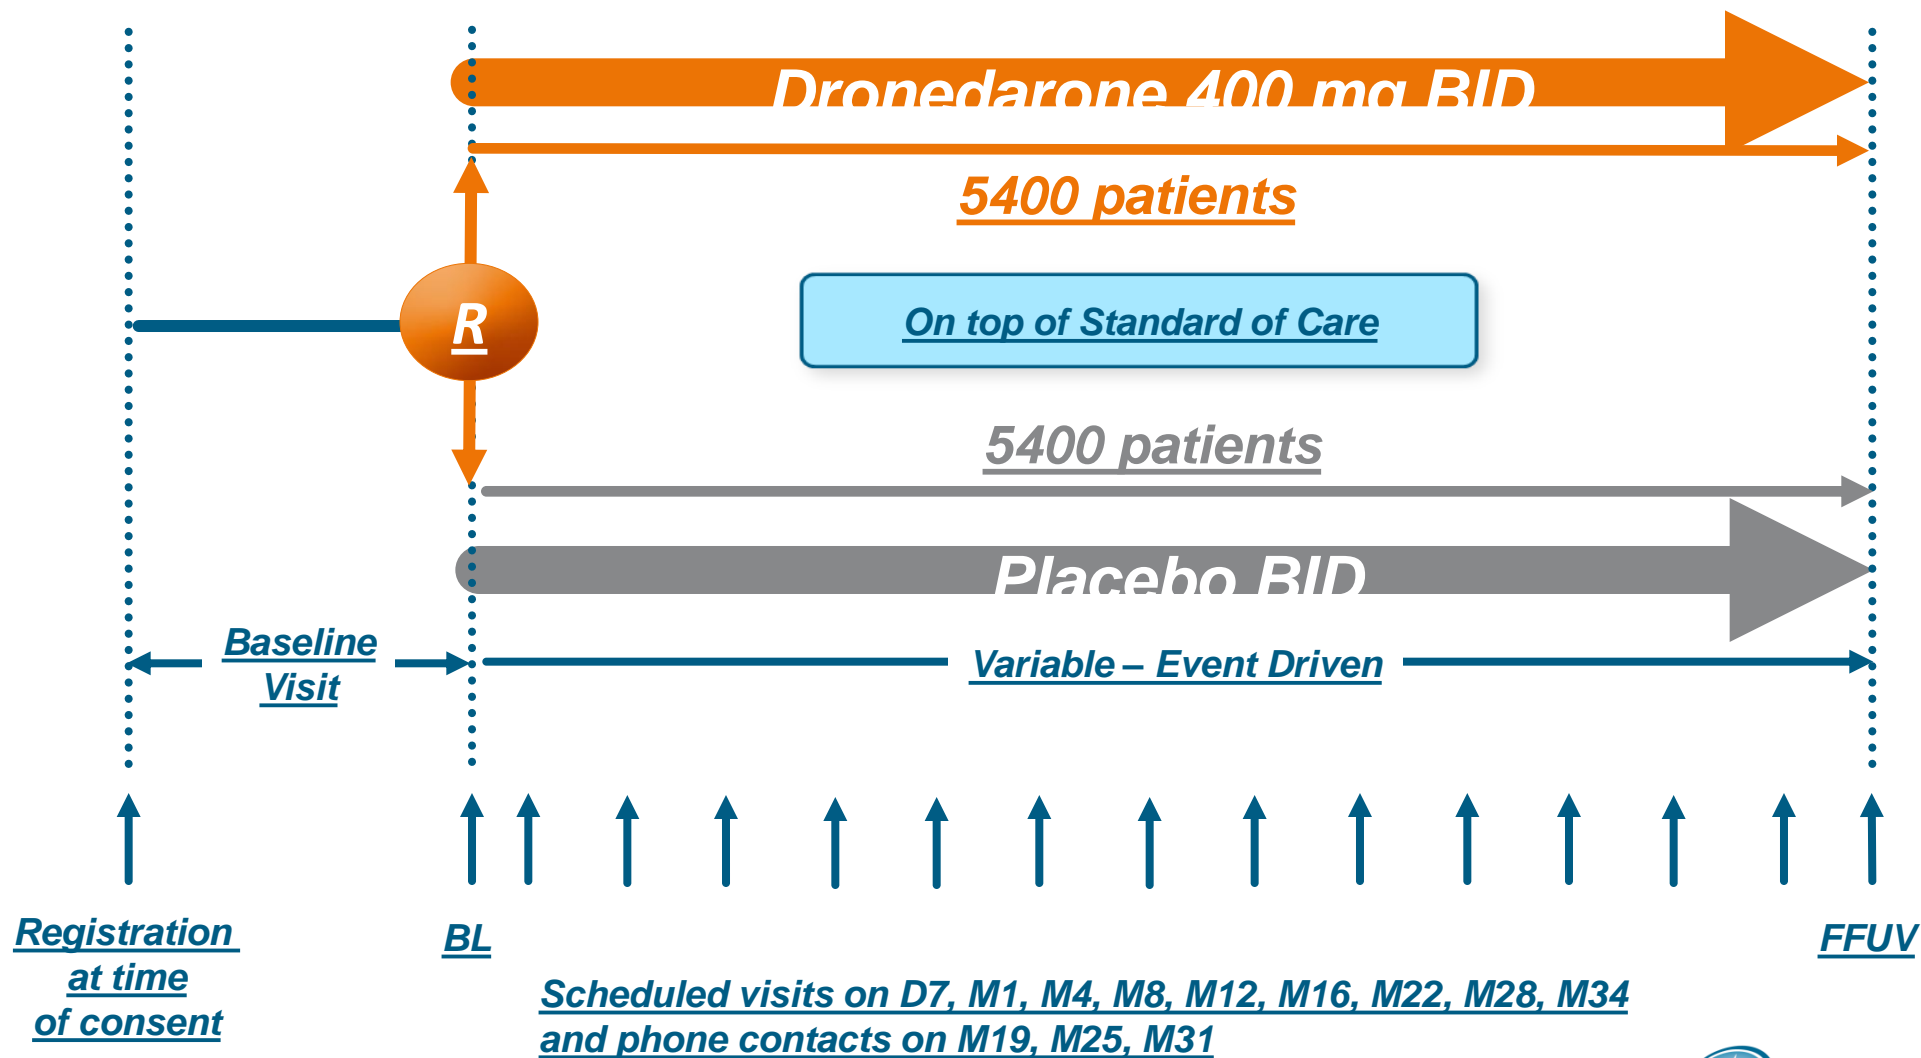 Dronedarone 400 mg BID
5400 patients
R
On top of Standard of Care
5400 patients
Placebo BID
Baseline
Visit
Variable – Event Driven
Registration
at time
of consent
BL
FFUV
Scheduled visits on D7, M1, M4, M8, M12, M16, M22, M28, M34
and phone contacts on M19, M25, M31